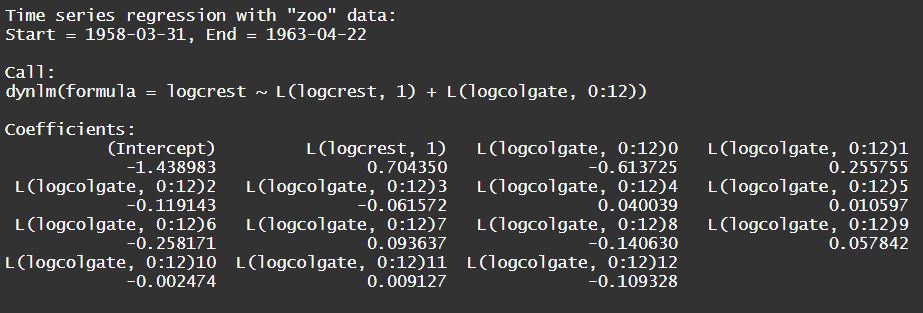 Time series regression with "zoo" data:
Start = 1958-03-31, End = 1963-04-22
Call:
dynlm(formula = logcrest ~ L(logcrest, 1) + L(logcolgate, 0:12))
Coefficients:
(Intercept) L(logcrest, 1) L(logcolgate, 0:12)0 L(logcolgate, 0:12)1
-1.438983 0.704350 -0.613725 0.255755
L(logcolgate, 0:12)2 L(logcolgate, 0:12)3 L(logcolgate, 0:12)4 L(logcolgate, 0:12)5
-0.119143 -0.061572 0.040039 0.010597
L(logcolgate, 0:12)6 L(logcolgate, 0:12)7 L(logcolgate, 0:12)8 L(logcolgate, 0:12)9
-0.258171 0.093637 -0.140630 0.057842
L(logcolgate, 0:12)10 L(logcolgate, 0:12)11 L(logcolgate, 0:12)12
-0.002474 0.009127 -0.109328